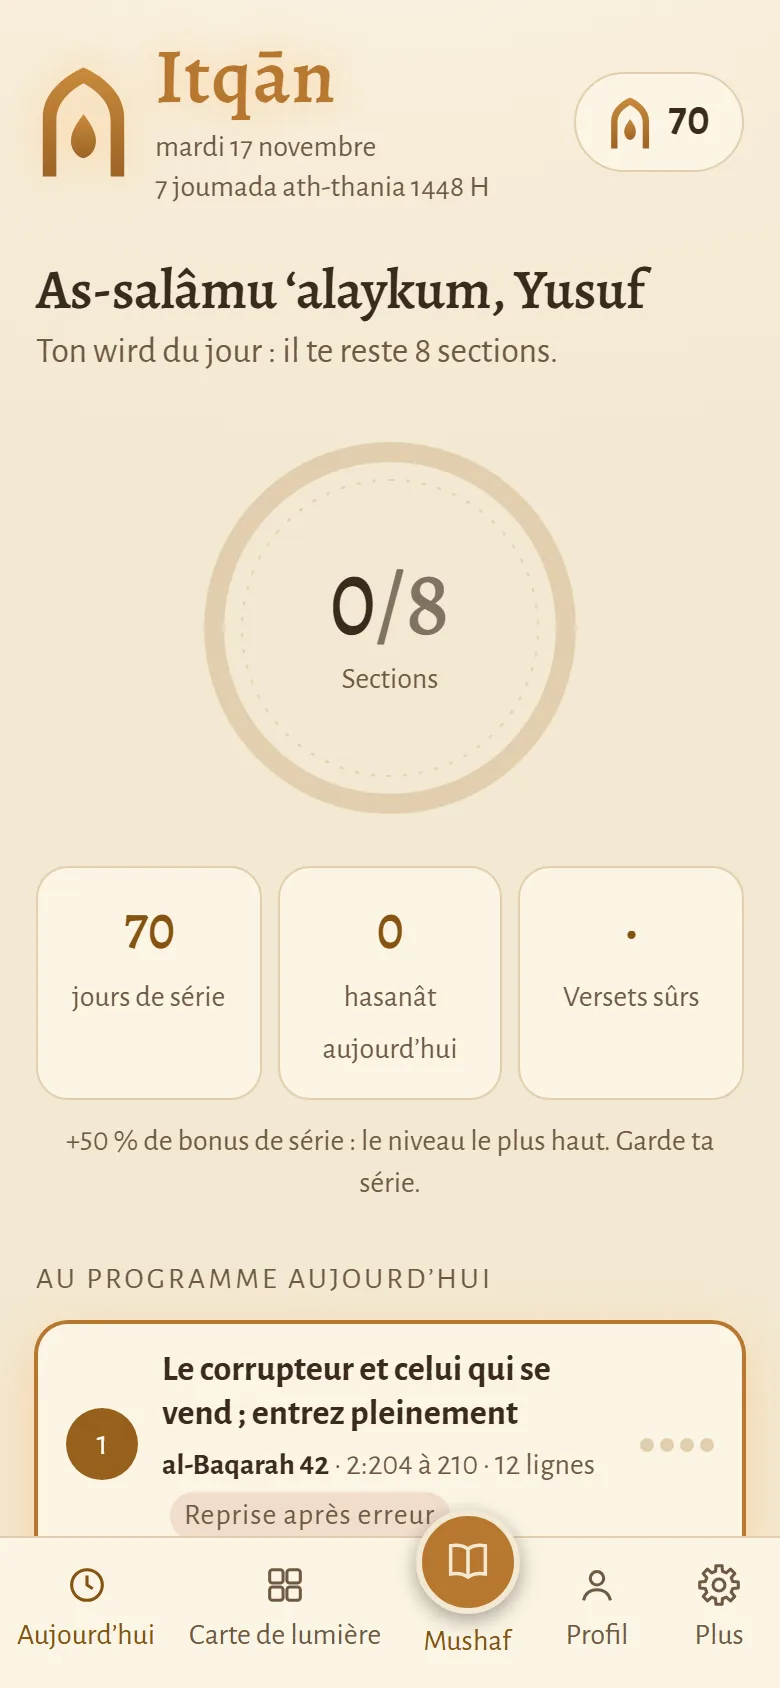 Itqān
mardi 17 novembre
7 joumada ath-thania 1448 H
70
As-salâmu ‘alaykum, Yusuf
Ton wird du jour : il te reste 8 sections.
0/8
Sections
70
jours de série
0
hasanât
aujourd’hui
·
Versets sûrs
+50 % de bonus de série : le niveau le plus haut. Garde ta
série.
AU PROGRAMME AUJOURD’HUI
1
Le corrupteur et celui qui se
vend ; entrez pleinement
al-Baqarah 42 · 2:204 à 210 · 12 lignes
Reprise après erreur
Aujourd’hui
Carte de lumière
Mushaf
Profil
Plus